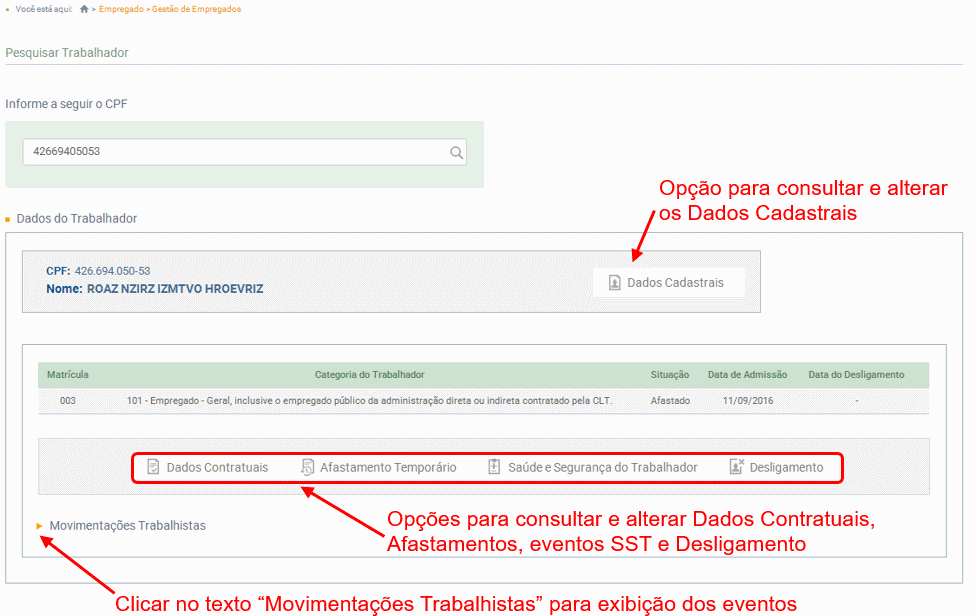 Você está aqui: > Empregado > Gestão de Empregados
Pesquisar Trabalhador
Informe a seguir o CPF
42669405053
Opção para consultar e alterar
os Dados Cadastrais
Dados do Trabalhador
CPF: 426.694.050-53
Nome: ROAZ NZIRZ IZMTVO HROEVRIZ
Dados Cadastrais
Matrícula Categoria do Trabalhador Situação Data de Admissão Data do Desligamento
003 101 - Empregado - Geral, inclusive o empregado público da administração direta ou indireta contratado pela CLT. Afastado 11/09/2016 -
Dados Contratuais Afastamento Temporário Saúde e Segurança do Trabalhador Desligamento
Opções para consultar e alterar Dados Contratuais,
Afastamentos, eventos SST e Desligamento
Movimentações Trabalhistas
Clicar no texto “Movimentações Trabalhistas” para exibição dos eventos